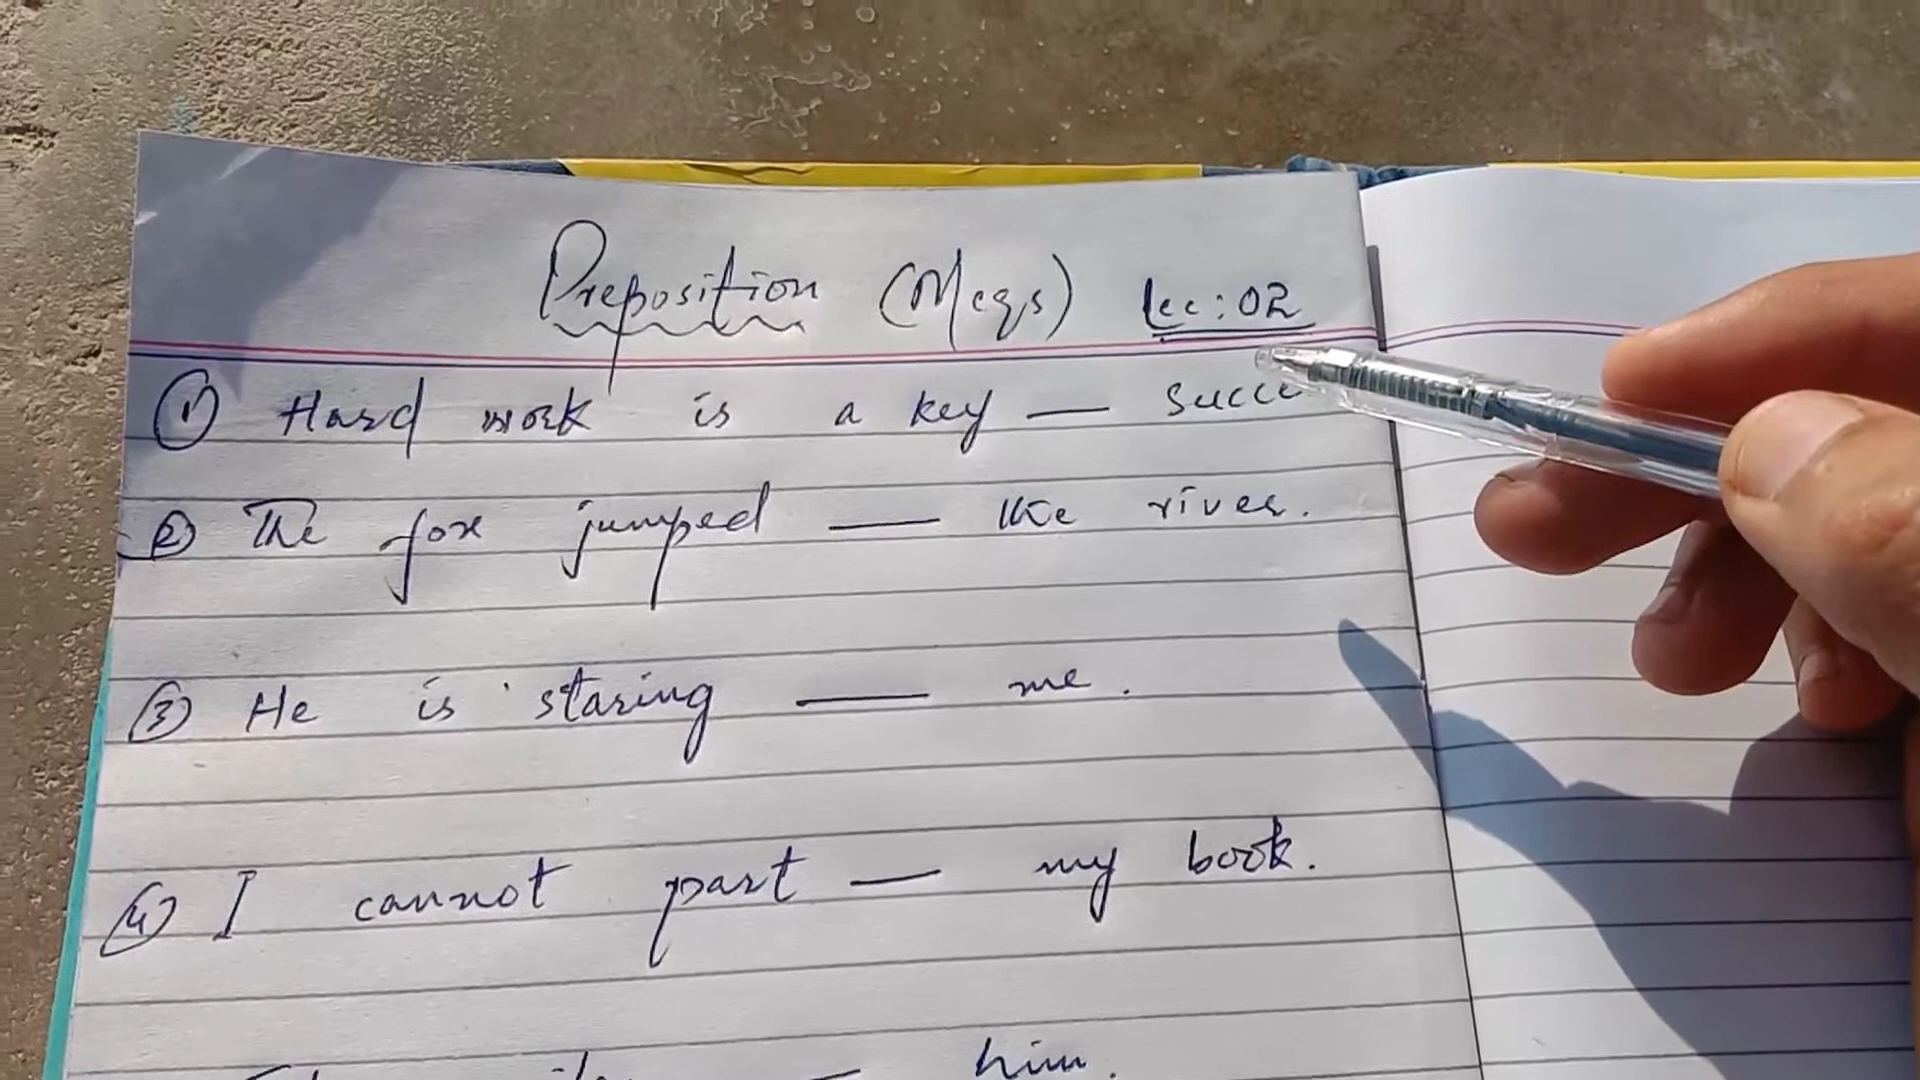 Preposition (Mcqs) Lec:02
① Hard work is a key — succe
② The fox jumped — the river.
③ He is staring — me.
④ I cannot part — my book.
— him.